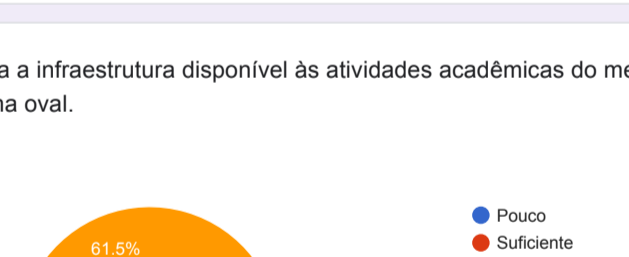 a a infraestrutura disponível às atividades acadêmicas do me
na oval.
Pouco
61.5%
Suficiente